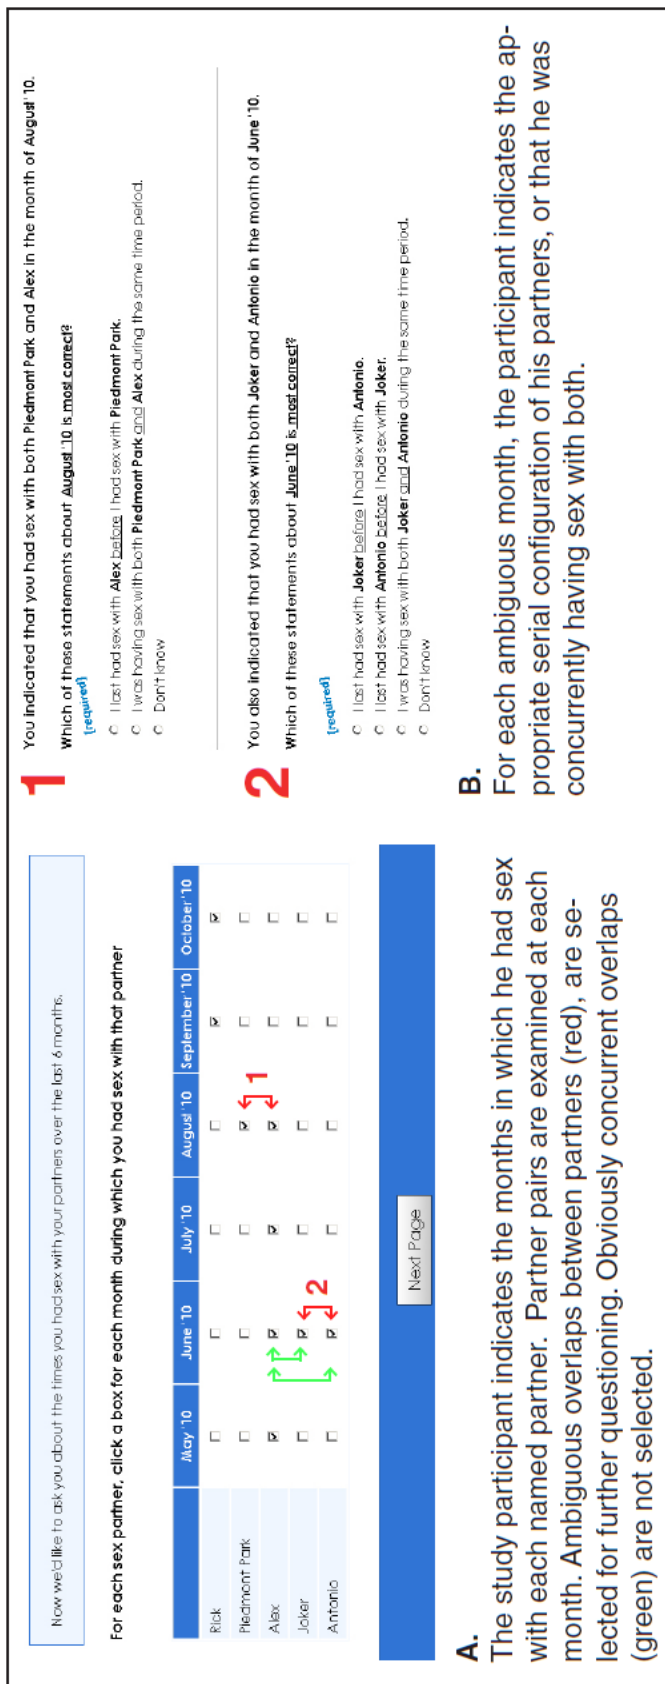 Now we'd like to ask you about the times you had sex with your partners over the last 6 months.
For each sex partner, click a box for each month during which you had sex with that partner
May '10 June '10 July '10 August '10 September '10 October '10
Rick
Piedmont Park
1
Alex
Joker
2
Antonio
Next Page
A.
The study participant indicates the months in which he had sex
with each named partner. Partner pairs are examined at each
month. Ambiguous overlaps between partners (red), are se-
lected for further questioning. Obviously concurrent overlaps
(green) are not selected.
1
You indicated that you had sex with both Piedmont Park and Alex in the month of August '10.
Which of these statements about August '10 is most correct?
[required]
I last had sex with Alex before I had sex with Piedmont Park.
I was having sex with both Piedmont Park and Alex during the same time period.
Don't know
2
You also indicated that you had sex with both Joker and Antonio in the month of June '10.
Which of these statements about June '10 is most correct?
[required]
I last had sex with Joker before I had sex with Antonio.
I last had sex with Antonio before I had sex with Joker.
I was having sex with both Joker and Antonio during the same time period.
Don't know
B.
For each ambiguous month, the participant indicates the ap-
propriate serial configuration of his partners, or that he was
concurrently having sex with both.